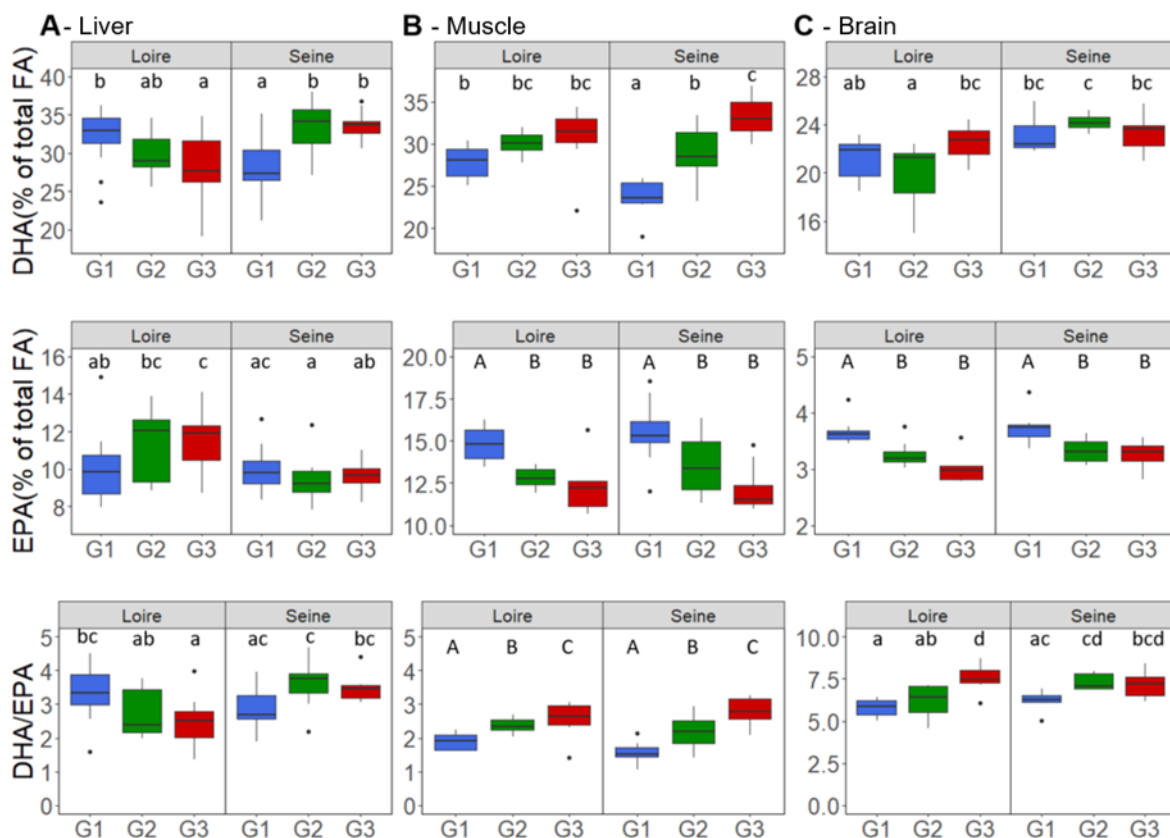 A - Liver
B - Muscle
C - Brain
DHA(% of total FA)
Loire Seine
b ab a a b b
40
35
30
25
20
G1 G2 G3 G1 G2 G3
Loire Seine
b bc bc a b c
35
30
25
20
G1 G2 G3 G1 G2 G3
Loire Seine
ab a bc bc c bc
28
24
20
16
G1 G2 G3 G1 G2 G3
EPA(% of total FA)
Loire Seine
ab bc c ac a ab
16
14
12
10
8
G1 G2 G3 G1 G2 G3
Loire Seine
A B B A B B
20.0
17.5
15.0
12.5
10.0
G1 G2 G3 G1 G2 G3
Loire Seine
A B B A B B
5
4
3
2
G1 G2 G3 G1 G2 G3
DHA/EPA
Loire Seine
bc ab a ac c bc
5
4
3
2
1
0
G1 G2 G3 G1 G2 G3
Loire Seine
A B C A B C
5
4
3
2
1
0
G1 G2 G3 G1 G2 G3
Loire Seine
a ab d ac cd bcd
10.0
7.5
5.0
2.5
0.0
G1 G2 G3 G1 G2 G3